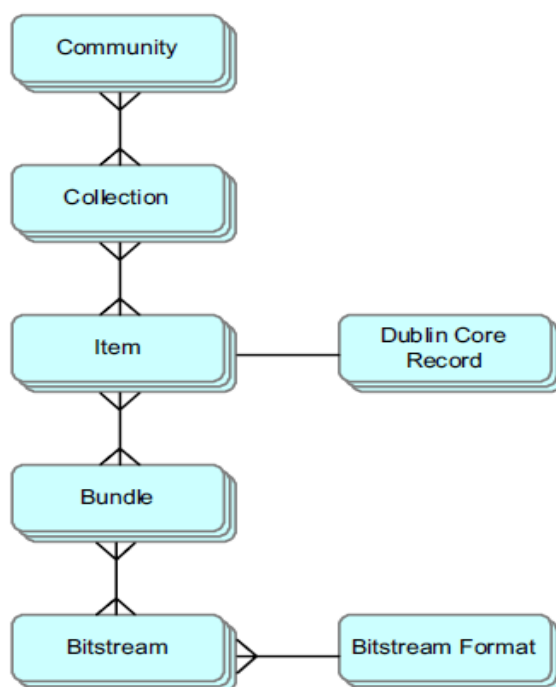 Community
Collection
Item
Dublin Core
Record
Bundle
Bitstream
Bitstream Format